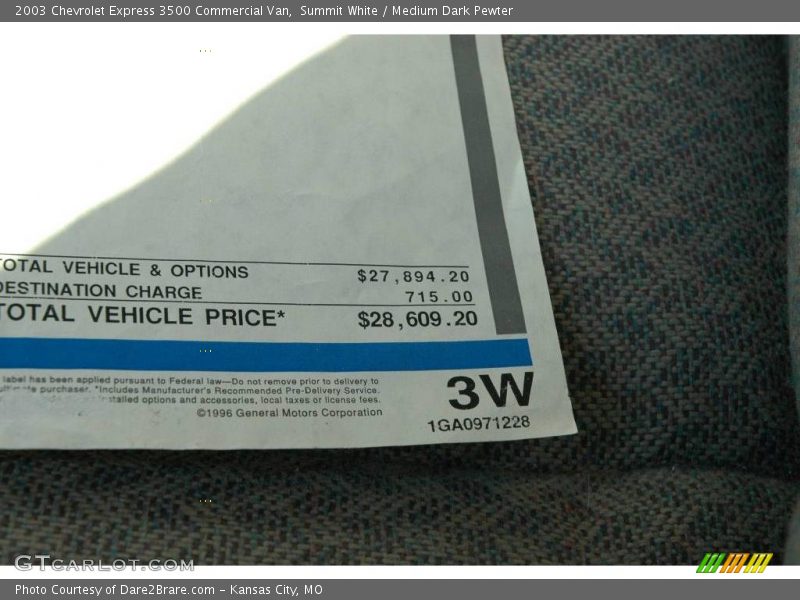 2003 Chevrolet Express 3500 Commercial Van, Summit White / Medium Dark Pewter
OTAL VEHICLE & OPTIONS $27,894.20
DESTINATION CHARGE 715.00
TOTAL VEHICLE PRICE* $28,609.20
label has been applied pursuant to Federal law—Do not remove prior to delivery to
purchaser. *Includes Manufacturer's Recommended Pre-Delivery Service.
installed options and accessories, local taxes or license fees.
©1996 General Motors Corporation
3W
1GA0971228
GTCARLOT.COM
Photo Courtesy of Dare2Brare.com - Kansas City, MO